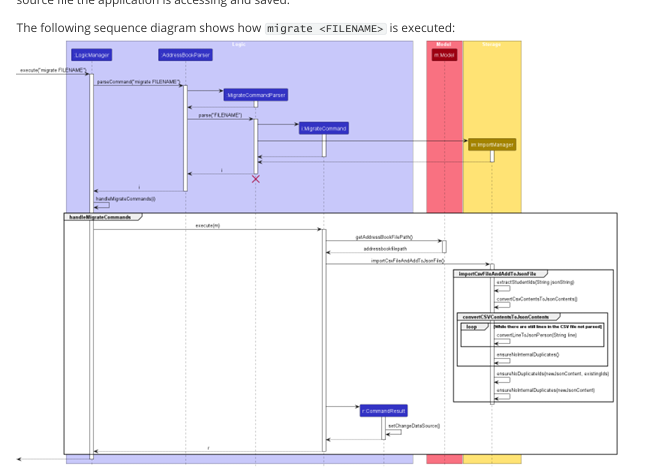 source file the application is accessing and saved.
The following sequence diagram shows how migrate <FILENAME> is executed:
Logic
Model
Storage
LogicManager
AddressBookParser
m:Model
execute("migrate FILENAME")
parseCommand("migrate FILENAME")
:MigrateCommandParser
parse("FILENAME")
l:MigrateCommand
im:ImportManager
l
l
handleMigrateCommands()
handleMigrateCommands
execute(m)
getAddressBookFilePath()
addressbookfilepath
importCsvFileAndAddToJsonFile()
importCsvFileAndAddToJsonFile
extractStudentIds(String jsonString)
convertCsvContentsToJsonContents()
convertCSVContentsToJsonContents
loop [While there are still lines in the CSV file not parsed]
convertLineToJsonPerson(String line)
ensureNoInternalDuplicates()
ensureNoDuplicateIds(newJsonContent, existingIds)
ensureNoInternalDuplicates(newJsonContent)
r:CommandResult
setChangeDataSource()
r